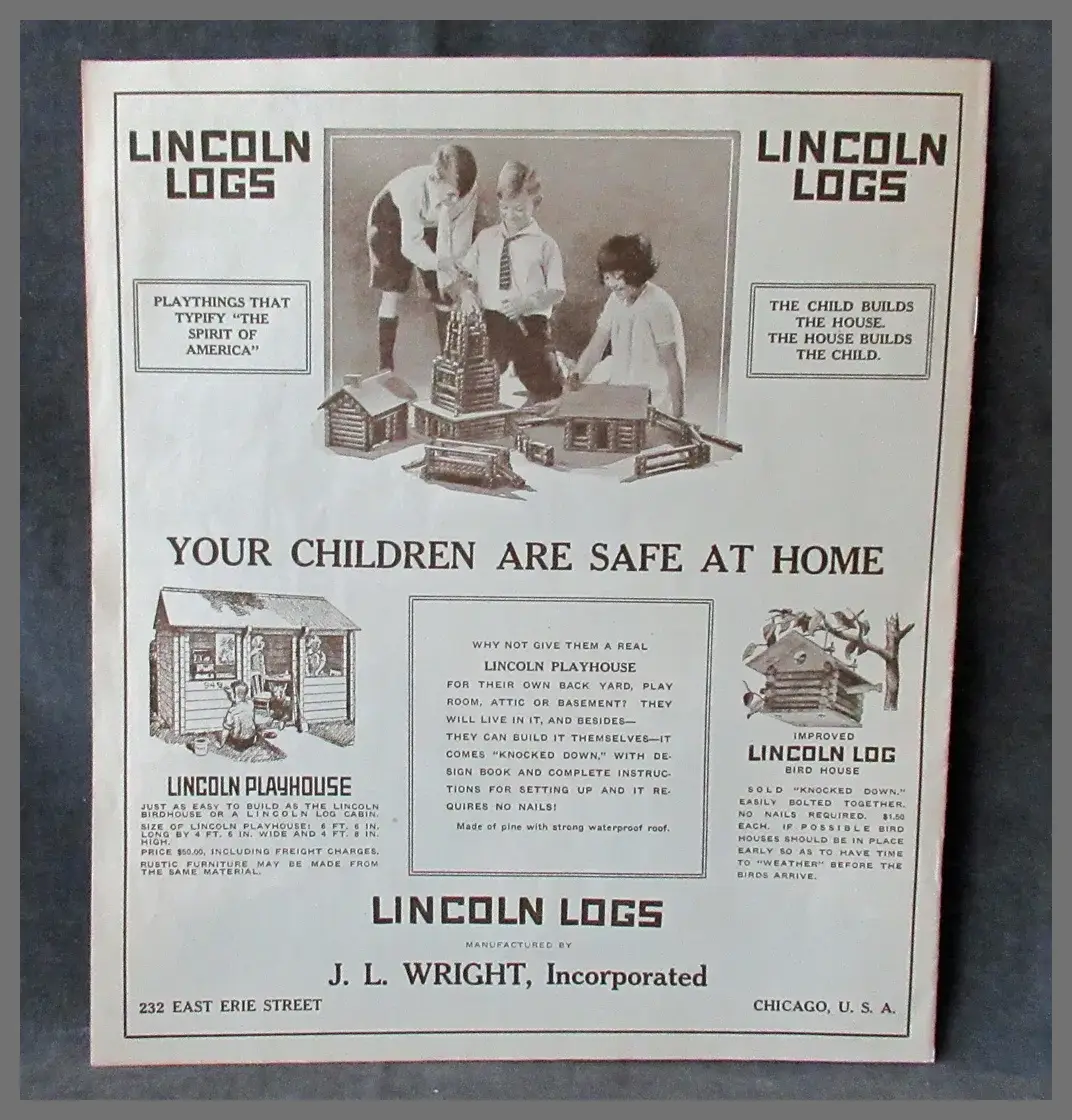 LINCOLN
LOGS
LINCOLN
LOGS
PLAYTHINGS THAT
TYPIFY "THE
SPIRIT OF
AMERICA"
THE CHILD BUILDS
THE HOUSE.
THE HOUSE BUILDS
THE CHILD.
YOUR CHILDREN ARE SAFE AT HOME
LINCOLN PLAYHOUSE
JUST AS EASY TO BUILD AS THE LINCOLN
BIRDHOUSE OR A LINCOLN LOG CABIN.
SIZE OF LINCOLN PLAYHOUSE: 6 FT. 6 IN.
LONG BY 4 FT. 6 IN. WIDE AND 4 FT. 8 IN.
HIGH.
PRICE $50.00, INCLUDING FREIGHT CHARGES.
RUSTIC FURNITURE MAY BE MADE FROM
THE SAME MATERIAL.
WHY NOT GIVE THEM A REAL
LINCOLN PLAYHOUSE
FOR THEIR OWN BACK YARD, PLAY
ROOM, ATTIC OR BASEMENT? THEY
WILL LIVE IN IT, AND BESIDES—
THEY CAN BUILD IT THEMSELVES—IT
COMES "KNOCKED DOWN," WITH DE-
SIGN BOOK AND COMPLETE INSTRUC-
TIONS FOR SETTING UP AND IT RE-
QUIRES NO NAILS!
Made of pine with strong waterproof roof.
IMPROVED
LINCOLN LOG
BIRD HOUSE
SOLD "KNOCKED DOWN."
EASILY BOLTED TOGETHER.
NO NAILS REQUIRED. $1.50
EACH. IF POSSIBLE BIRD
HOUSES SHOULD BE IN PLACE
EARLY SO AS TO HAVE TIME
TO "WEATHER" BEFORE THE
BIRDS ARRIVE.
LINCOLN LOGS
MANUFACTURED BY
J. L. WRIGHT, Incorporated
232 EAST ERIE STREET
CHICAGO, U. S. A.